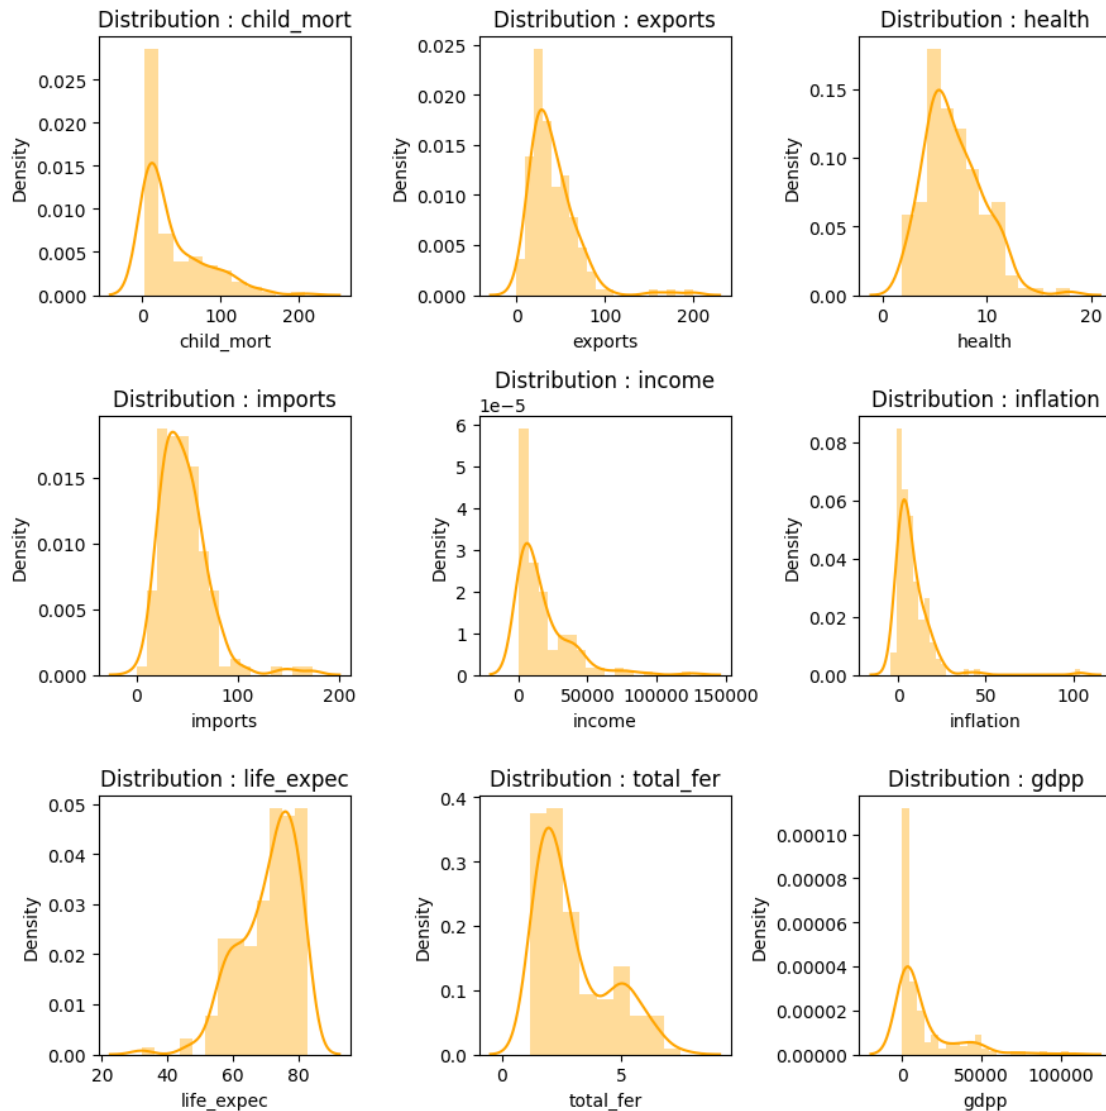 Distribution : child_mort
Distribution : exports
Distribution : health
Density
0.025
0.020
0.015
0.010
0.005
0.000
0
100
200
child_mort
Density
0.025
0.020
0.015
0.010
0.005
0.000
0
100
200
exports
Density
0.15
0.10
0.05
0.00
0
10
20
health
Distribution : imports
Distribution : income
Distribution : inflation
Density
0.015
0.010
0.005
0.000
0
100
200
imports
1e−5
Density
6
5
4
3
2
1
0
0
50000
100000
150000
income
Density
0.08
0.06
0.04
0.02
0.00
0
50
100
inflation
Distribution : life_expec
Distribution : total_fer
Distribution : gdpp
Density
0.05
0.04
0.03
0.02
0.01
0.00
20
40
60
80
life_expec
Density
0.4
0.3
0.2
0.1
0.0
0
5
total_fer
Density
0.00010
0.00008
0.00006
0.00004
0.00002
0.00000
0
50000
100000
gdpp